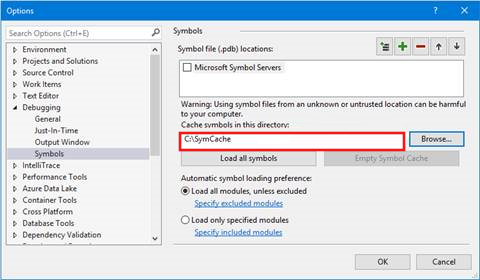 Options
Search Options (Ctrl+E)
Environment
Projects and Solutions
Source Control
Work Items
Text Editor
Debugging
General
Just-In-Time
Output Window
Symbols
IntelliTrace
Performance Tools
Azure Data Lake
Container Tools
Cross Platform
Database Tools
Dependency Validation
Symbols
Symbol file (.pdb) locations:
Microsoft Symbol Servers
Warning: Using symbol files from an unknown or untrusted location can be harmful
to your computer.
Cache symbols in this directory:
C:\SymCache
Browse...
Load all symbols
Empty Symbol Cache
Automatic symbol loading preference:
Load all modules, unless excluded
Specify excluded modules
Load only specified modules
Specify included modules
OK
Cancel